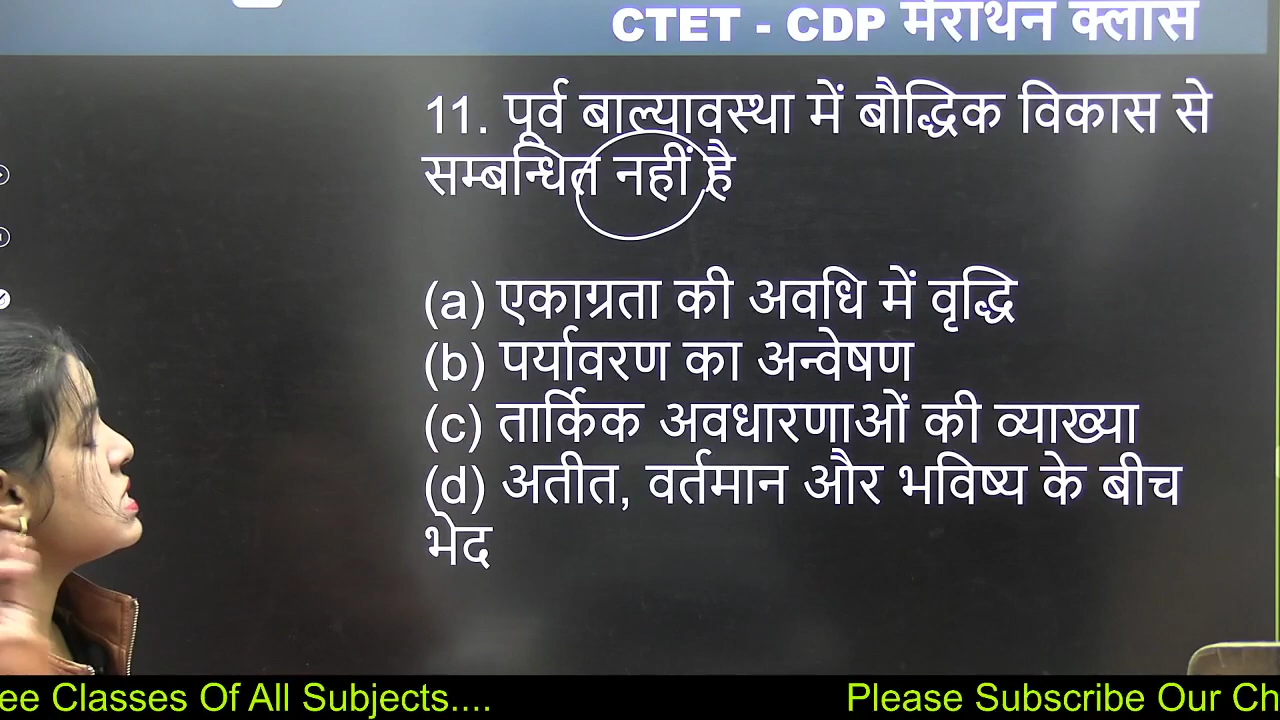 CTET - CDP मैराथन क्लास
11. पूर्व बाल्यावस्था में बौद्धिक विकास से
सम्बन्धित नहीं है
(a) एकाग्रता की अवधि में वृद्धि
(b) पर्यावरण का अन्वेषण
(c) तार्किक अवधारणाओं की व्याख्या
(d) अतीत, वर्तमान और भविष्य के बीच
भेद
ee Classes Of All Subjects.... Please Subscribe Our Ch